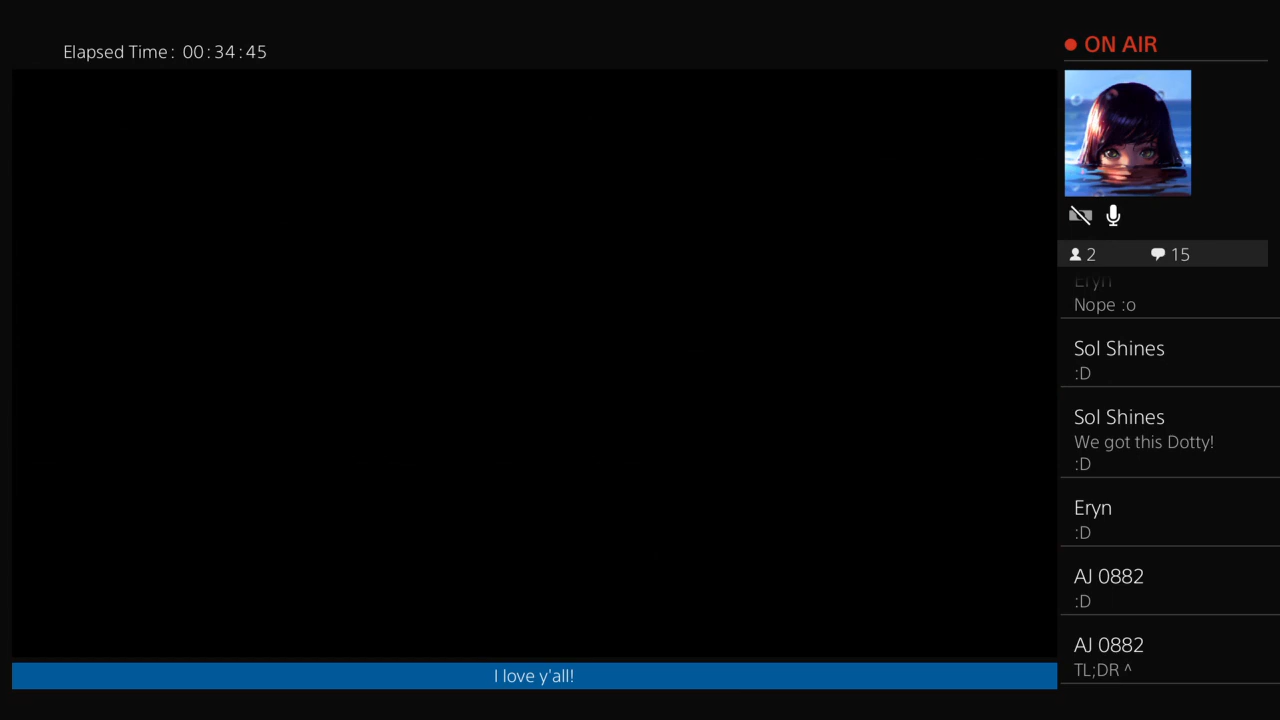 Elapsed Time: 00:34:45
ON AIR
2 15
Eryn
Nope :o
Sol Shines
:D
Sol Shines
We got this Dotty!
:D
Eryn
:D
AJ 0882
:D
AJ 0882
TL;DR ^
I love y'all!